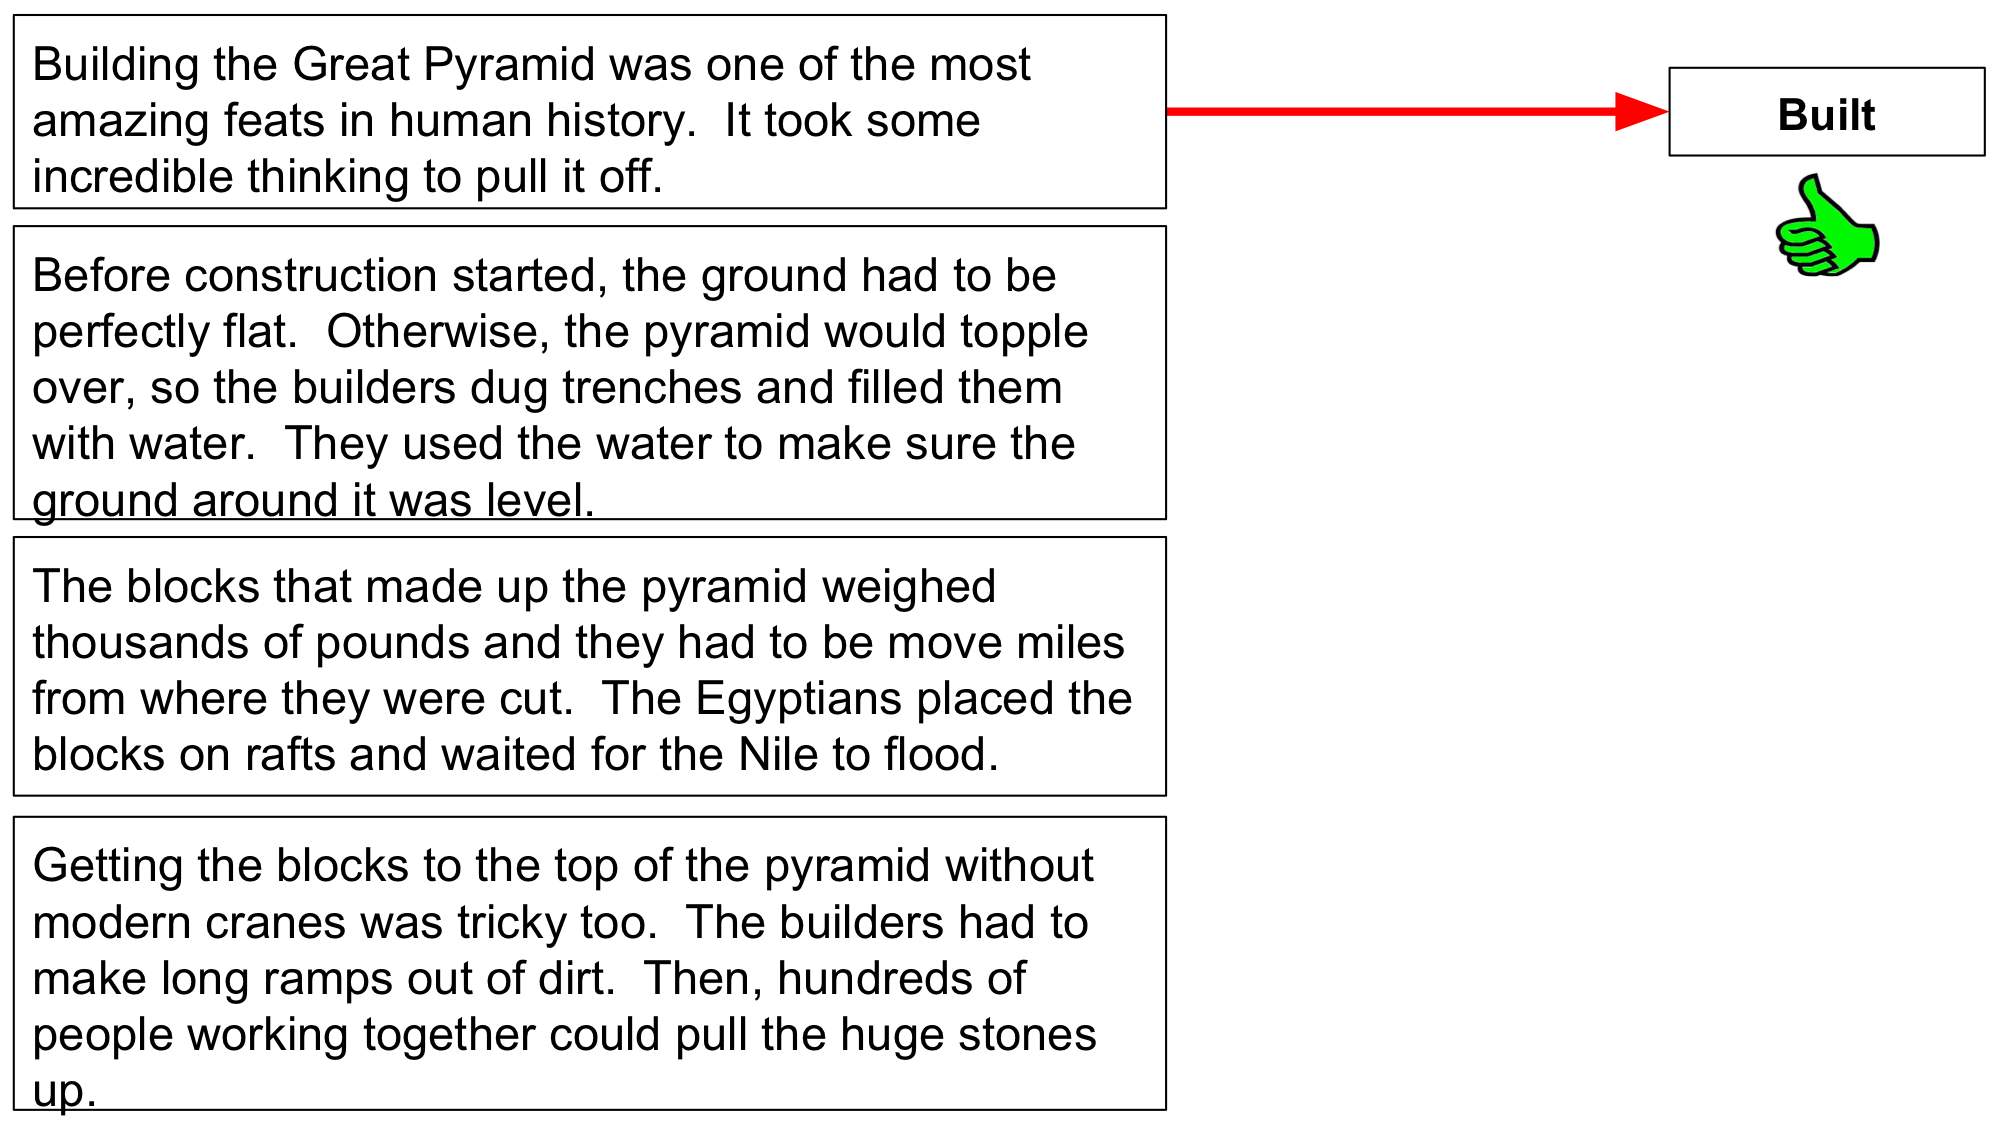 Building the Great Pyramid was one of the most
amazing feats in human history.  It took some
incredible thinking to pull it off.
Built
Before construction started, the ground had to be
perfectly flat.  Otherwise, the pyramid would topple
over, so the builders dug trenches and filled them
with water.  They used the water to make sure the
ground around it was level.
The blocks that made up the pyramid weighed
thousands of pounds and they had to be move miles
from where they were cut.  The Egyptians placed the
blocks on rafts and waited for the Nile to flood.
Getting the blocks to the top of the pyramid without
modern cranes was tricky too.  The builders had to
make long ramps out of dirt.  Then, hundreds of
people working together could pull the huge stones
up.